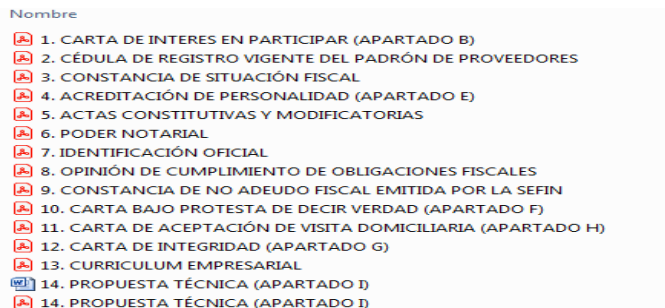 Nombre
1. CARTA DE INTERES EN PARTICIPAR (APARTADO B)
2. CÉDULA DE REGISTRO VIGENTE DEL PADRÓN DE PROVEEDORES
3. CONSTANCIA DE SITUACIÓN FISCAL
4. ACREDITACIÓN DE PERSONALIDAD (APARTADO E)
5. ACTAS CONSTITUTIVAS Y MODIFICATORIAS
6. PODER NOTARIAL
7. IDENTIFICACIÓN OFICIAL
8. OPINIÓN DE CUMPLIMIENTO DE OBLIGACIONES FISCALES
9. CONSTANCIA DE NO ADEUDO FISCAL EMITIDA POR LA SEFIN
10. CARTA BAJO PROTESTA DE DECIR VERDAD (APARTADO F)
11. CARTA DE ACEPTACIÓN DE VISITA DOMICILIARIA (APARTADO H)
12. CARTA DE INTEGRIDAD (APARTADO G)
13. CURRICULUM EMPRESARIAL
14. PROPUESTA TÉCNICA (APARTADO I)
14. PROPUESTA TÉCNICA (APARTADO I)